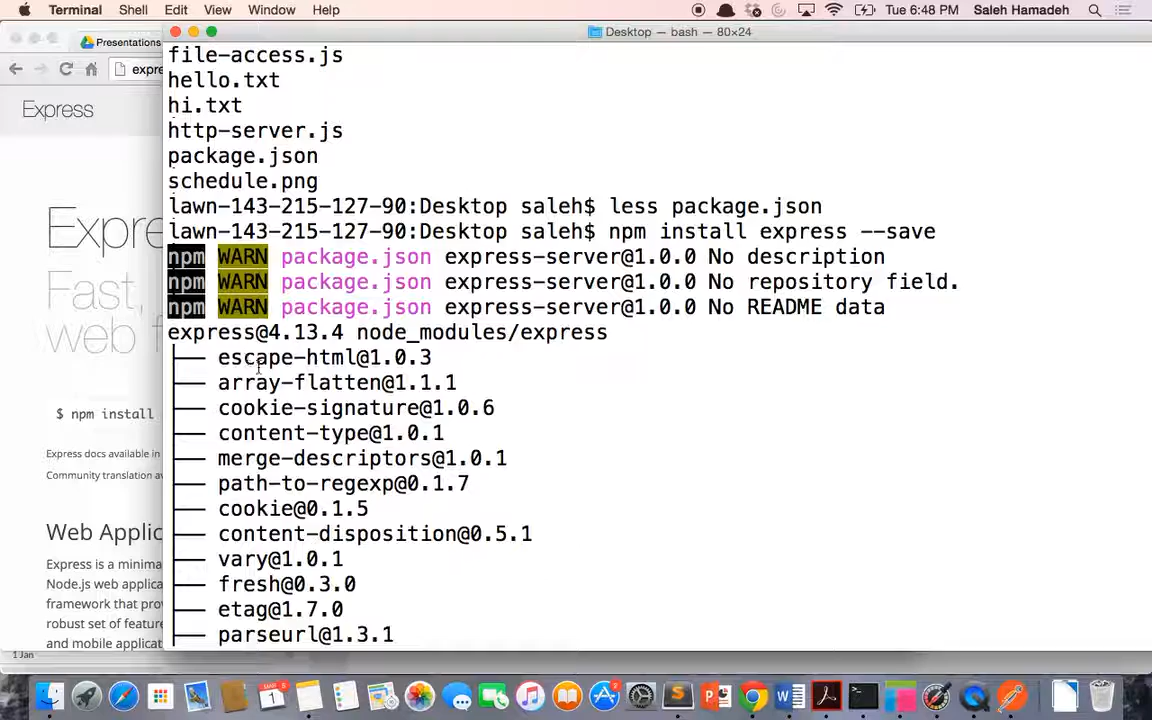 Terminal Shell Edit View Window Help Tue 6:48 PM Saleh Hamadeh
Presentations
Desktop — bash — 80×24
expre
Express
file-access.js
hello.txt
hi.txt
http-server.js
package.json
schedule.png
lawn-143-215-127-90:Desktop saleh$ less package.json
lawn-143-215-127-90:Desktop saleh$ npm install express --save
npm WARN package.json express-server@1.0.0 No description
npm WARN package.json express-server@1.0.0 No repository field.
npm WARN package.json express-server@1.0.0 No README data
express@4.13.4 node_modules/express
├── escape-html@1.0.3
├── array-flatten@1.1.1
├── cookie-signature@1.0.6
├── content-type@1.0.1
├── merge-descriptors@1.0.1
├── path-to-regexp@0.1.7
├── cookie@0.1.5
├── content-disposition@0.5.1
├── vary@1.0.1
├── fresh@0.3.0
├── etag@1.7.0
├── parseurl@1.3.1
Expre
Fast,
web f
$ npm install
Express docs available in
Community translation av
Web Applic
Express is a minima
Node.js web applica
framework that prov
robust set of feature
and mobile applicat
1 Jan